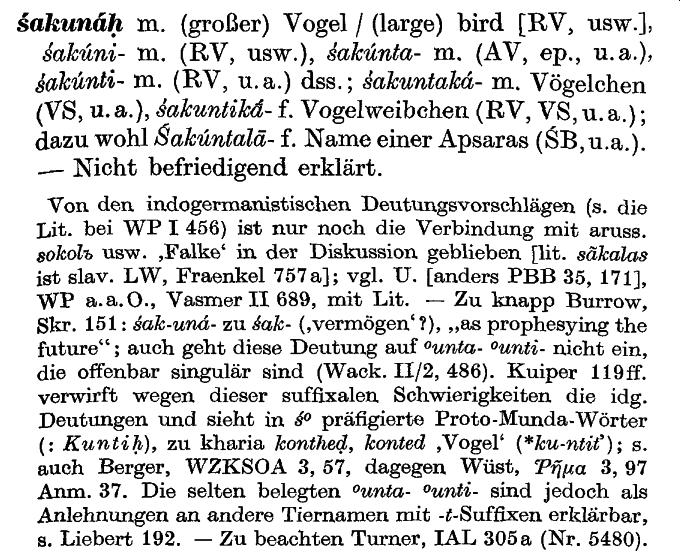 śakunáḥ m. (großer) Vogel / (large) bird [RV, usw.],
śakúni- m. (RV, usw.), śakúnta- m. (AV, ep., u. a.),
śakúnti- m. (RV, u. a.) dss.; śakuntaká- m. Vögelchen
(VS, u. a.), śakuntikā́- f. Vogelweibchen (RV, VS, u. a.);
dazu wohl Śakúntalā- f. Name einer Apsaras (ŚB, u. a.).
— Nicht befriedigend erklärt.
Von den indogermanistischen Deutungsvorschlägen (s. die
Lit. bei WP I 456) ist nur noch die Verbindung mit aruss.
sokolъ usw. ‚Falke‘ in der Diskussion geblieben [lit. sãkalas
ist slav. LW, Fraenkel 757a]; vgl. U. [anders PBB 35, 171],
WP a. a. O., Vasmer II 689, mit Lit. — Zu knapp Burrow,
Skr. 151: śak-uná- zu śak- (‚vermögen‘?), „as prophesying the
future“; auch geht diese Deutung auf °unta- °unti- nicht ein,
die offenbar singulär sind (Wack. II/2, 486). Kuiper 119ff.
verwirft wegen dieser suffixalen Schwierigkeiten die idg.
Deutungen und sieht in ś° präfigierte Proto-Munda-Wörter
(: Kuntiḥ), zu kharia kontheḍ, konted ‚Vogel‘ (*ku-ntit’); s.
auch Berger, WZKSOA 3, 57, dagegen Wüst, Ῥῆμα 3, 97
Anm. 37. Die selten belegten °unta- °unti- sind jedoch als
Anlehnungen an andere Tiernamen mit -t-Suffixen erklärbar,
s. Liebert 192. — Zu beachten Turner, IAL 305a (Nr. 5480).